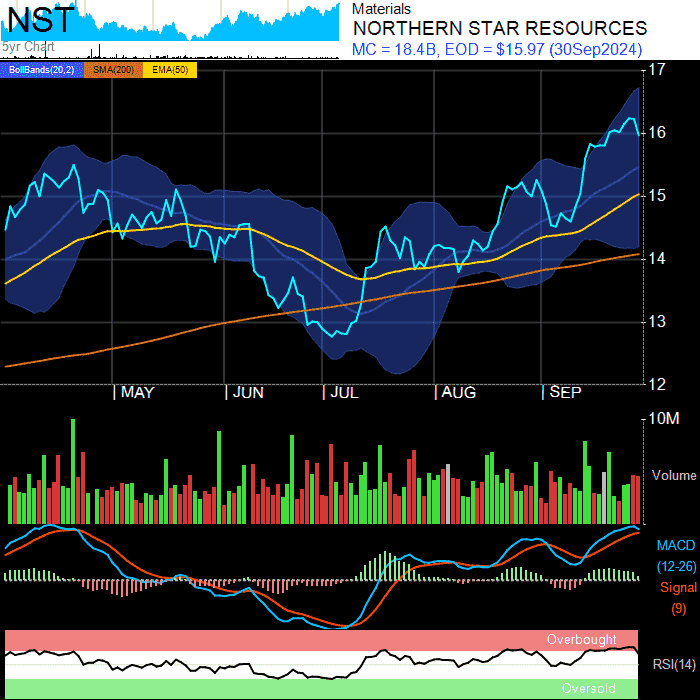 NST
5yr Chart
Materials
NORTHERN STAR RESOURCES
MC = 18.4B, EOD = $15.97 (30Sep2024)
BollBands(20,2) SMA(200) EMA(50)
17
16
15
14
13
12
MAY JUN JUL AUG SEP
10M
Volume
MACD
(12-26)
Signal
(9)
Overbought
RSI(14)
Oversold